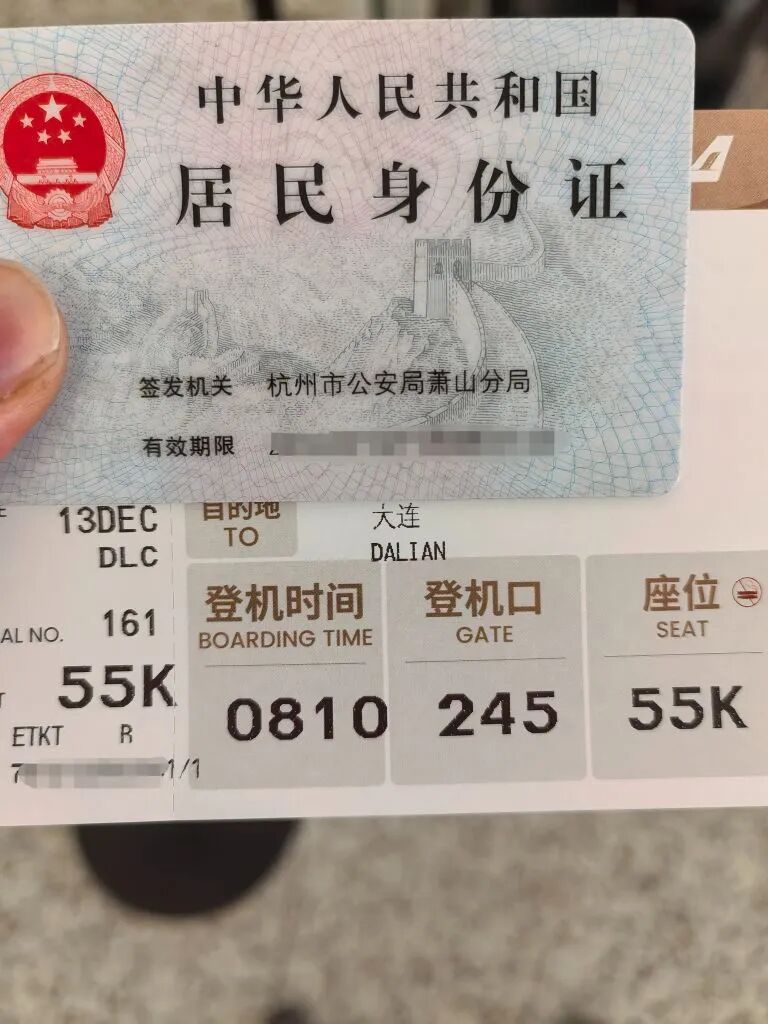 中华人民共和国
居民身份证
签发机关 杭州市公安局萧山分局
有效期限
13DEC
目的地
大连
DLC
TO
DALIAN
AL NO. 161
登机时间
登机口
座位
BOARDING TIME
GATE
SEAT
55K
0810
245
55K
ETKT R
1/1